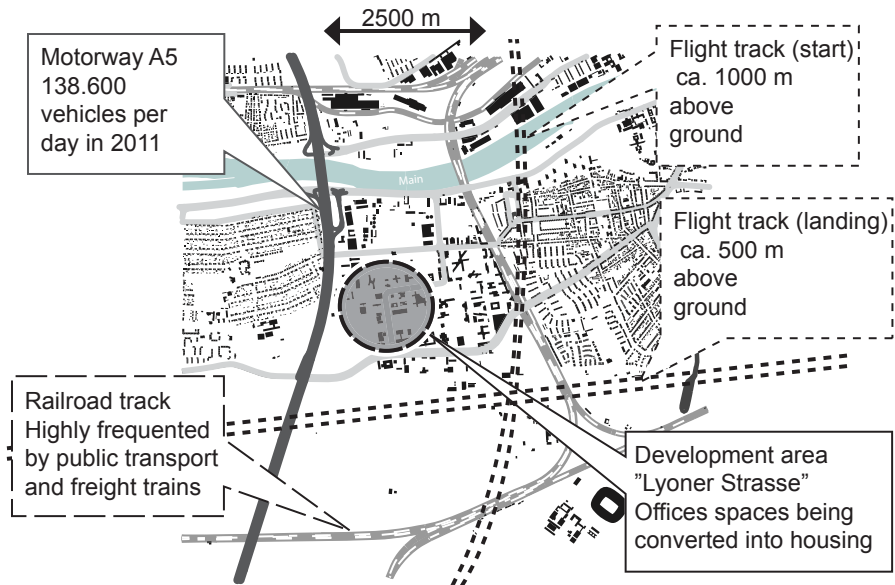 2500 m
Motorway A5
138.600
vehicles per
day in 2011
Flight track (start)
ca. 1000 m
above
ground
Main
Flight track (landing)
ca. 500 m
above
ground
Railroad track
Highly frequented
by public transport
and freight trains
Development area
"Lyoner Strasse"
Offices spaces being
converted into housing